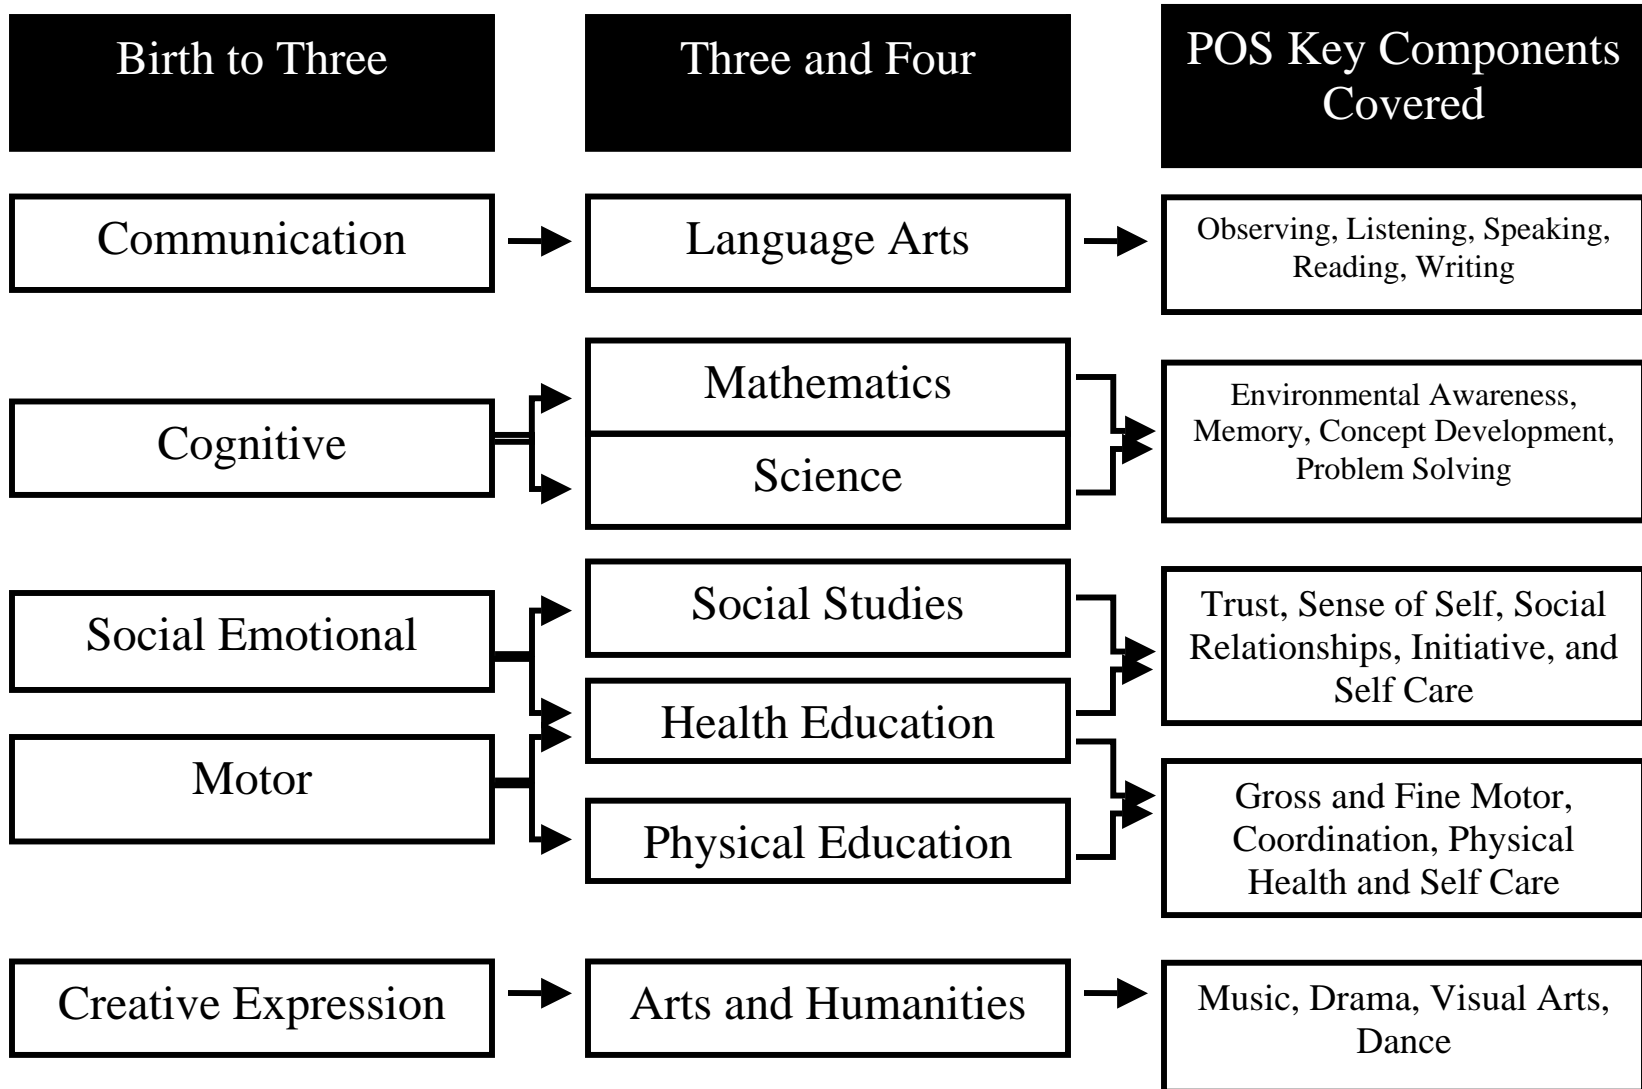 Birth to Three
Three and Four
POS Key Components
Covered
Communication
Language Arts
Observing, Listening, Speaking,
Reading, Writing
Cognitive
Mathematics
Science
Environmental Awareness,
Memory, Concept Development,
Problem Solving
Social Emotional
Social Studies
Health Education
Trust, Sense of Self, Social
Relationships, Initiative, and
Self Care
Motor
Physical Education
Gross and Fine Motor,
Coordination, Physical
Health and Self Care
Creative Expression
Arts and Humanities
Music, Drama, Visual Arts,
Dance